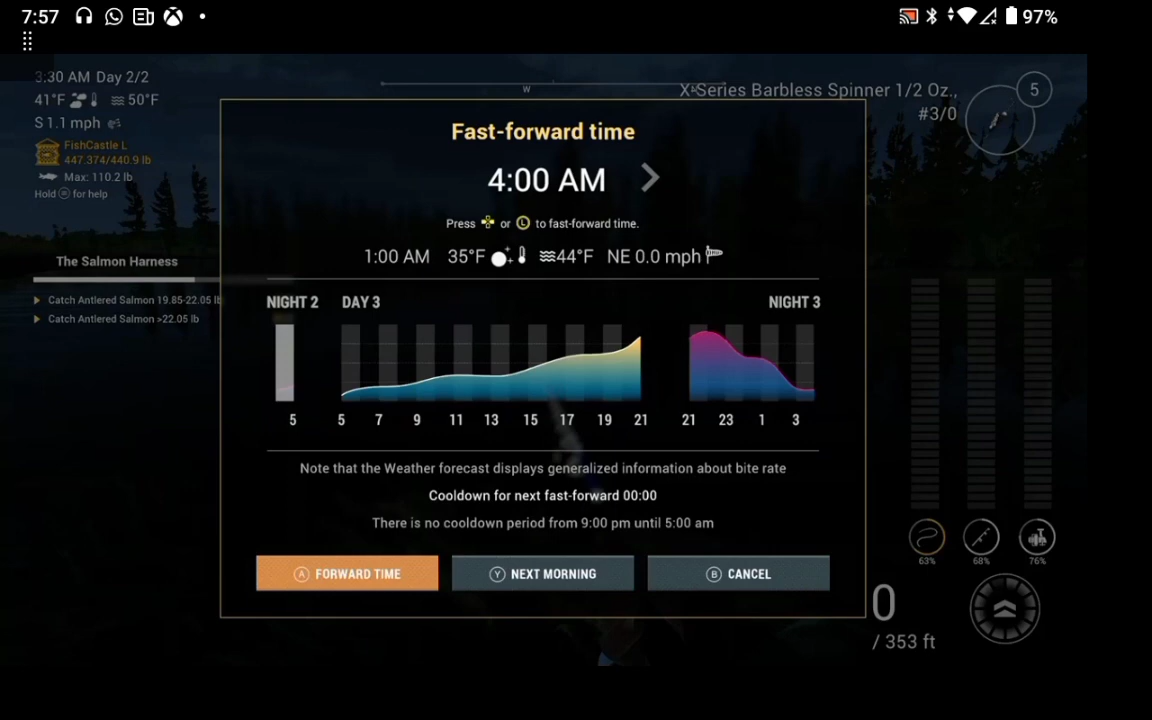 7:57
97%
3:30 AM Day 2/2
41°F 50°F
S 1.1 mph
FishCastle L
447.374/440.9 lb
Max: 110.2 lb
Hold for help
The Salmon Harness
Catch Antlered Salmon 19.85-22.05 lb
Catch Antlered Salmon >22.05 lb
W
X-Series Barbless Spinner 1/2 Oz.,
#3/0
5
Fast-forward time
4:00 AM
Press or L to fast-forward time.
1:00 AM 35°F 44°F NE 0.0 mph
NIGHT 2 DAY 3 NIGHT 3
5 5 7 9 11 13 15 17 19 21 21 23 1 3
Note that the Weather forecast displays generalized information about bite rate
Cooldown for next fast-forward 00:00
There is no cooldown period from 9:00 pm until 5:00 am
A FORWARD TIME
Y NEXT MORNING
B CANCEL
63% 68% 76%
0
/ 353 ft